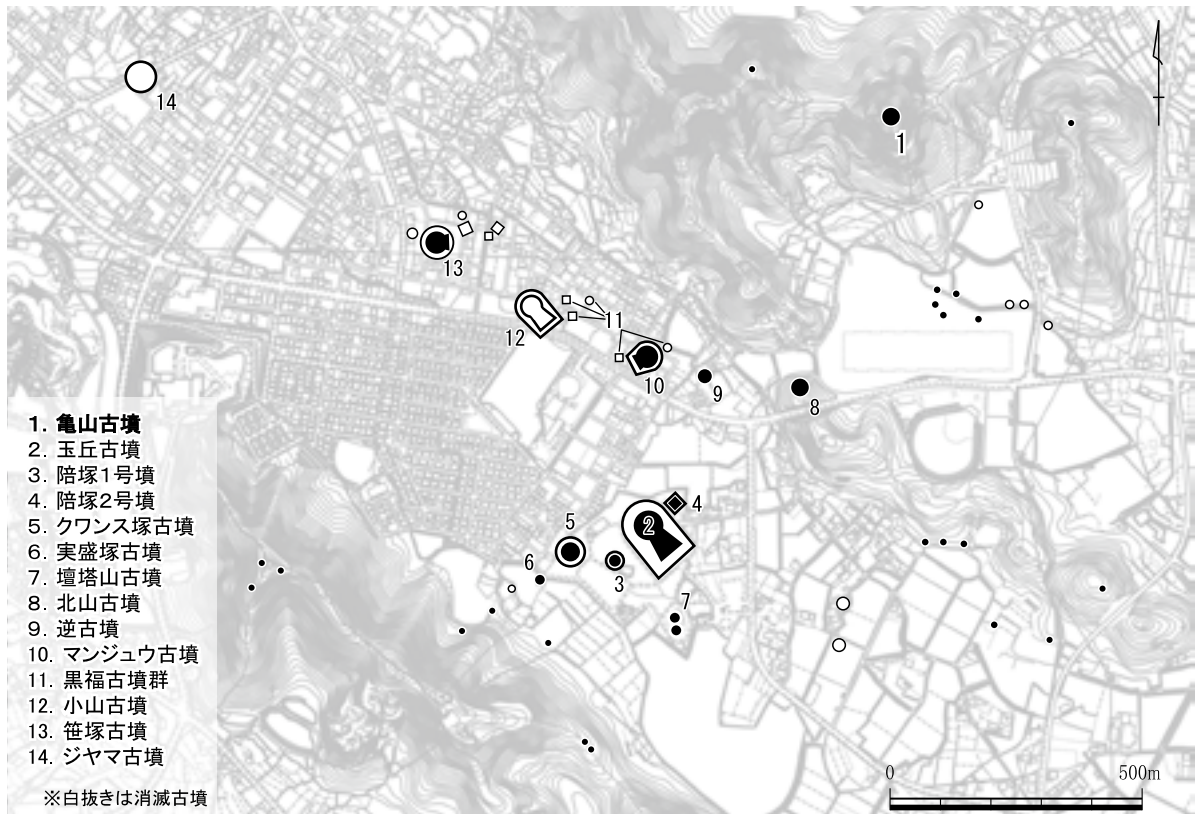 14
1
13
12
11
10
9
8
5
2
4
6
3
7
1. 亀山古墳
2. 玉丘古墳
3. 陪塚1号墳
4. 陪塚2号墳
5. クワンス塚古墳
6. 実盛塚古墳
7. 壇塔山古墳
8. 北山古墳
9. 逆古墳
10. マンジュウ古墳
11. 黒福古墳群
12. 小山古墳
13. 笹塚古墳
14. ジヤマ古墳
※白抜きは消滅古墳
0 500m